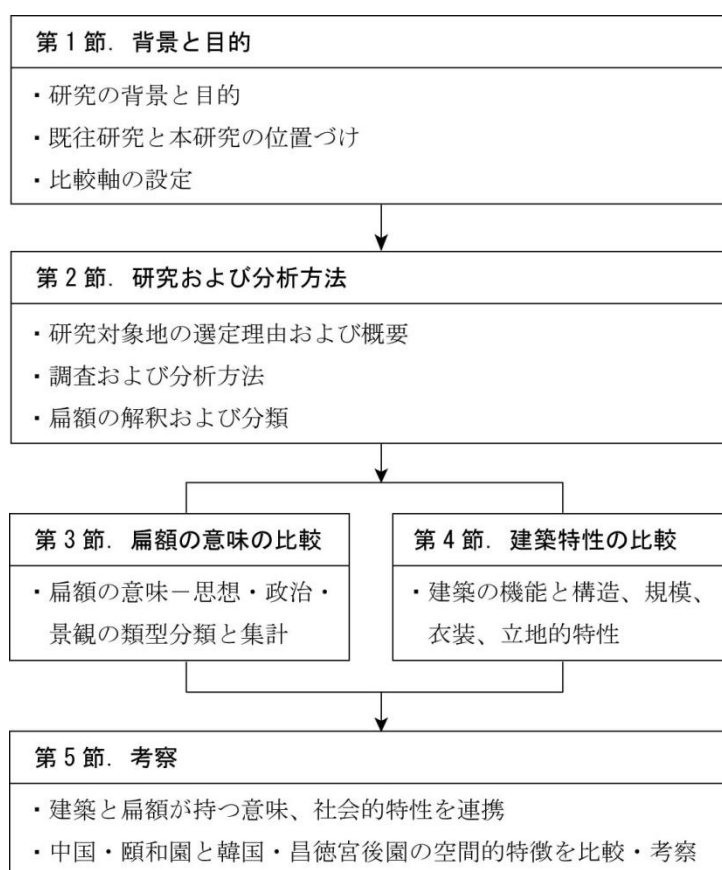 第1節. 背景と目的
・研究の背景と目的
・既往研究と本研究の位置づけ
・比較軸の設定
第2節. 研究および分析方法
・研究対象地の選定理由および概要
・調査および分析方法
・扁額の解釈および分類
第3節. 扁額の意味の比較
・扁額の意味－思想・政治・
景観の類型分類と集計
第4節. 建築特性の比較
・建築の機能と構造、規模、
衣装、立地的特性
第5節. 考察
・建築と扁額が持つ意味、社会的特性を連携
・中国・頤和園と韓国・昌徳宮後園の空間的特徴を比較・考察